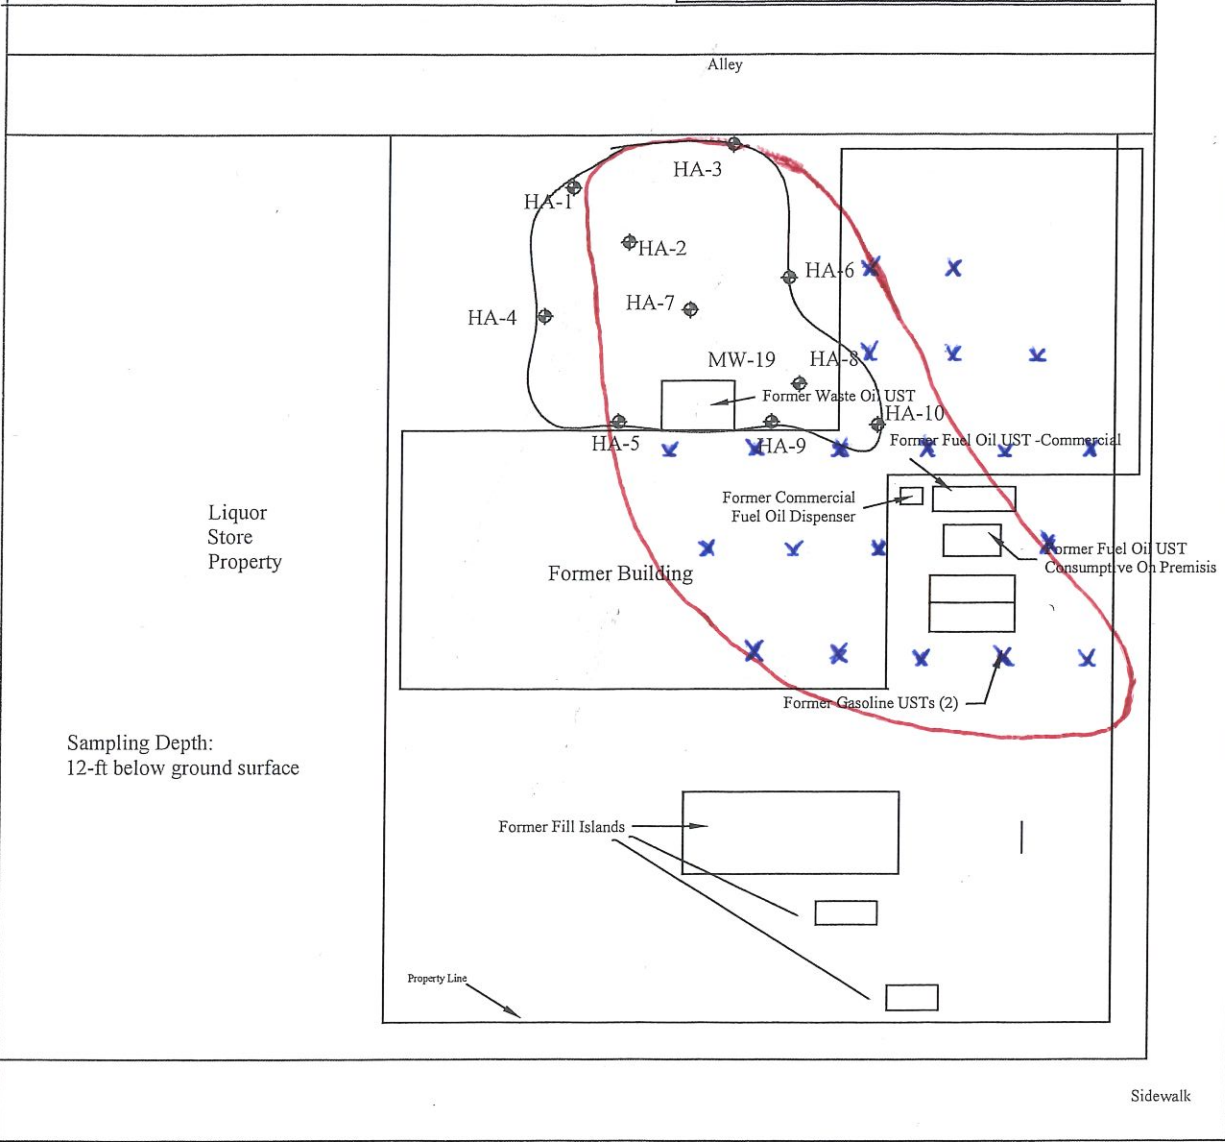 Alley
HA-3
HA-1
HA-2
HA-6
HA-7
HA-4
MW-19
HA-8
Former Waste Oil UST
HA-10
HA-5
HA-9
Former Fuel Oil UST -Commercial
Former Commercial
Fuel Oil Dispenser
Liquor
Store
Property
Former Fuel Oil UST
Consumptive On Premisis
Former Building
Former Gasoline USTs (2)
Sampling Depth:
12-ft below ground surface
Former Fill Islands
Property Line
Sidewalk